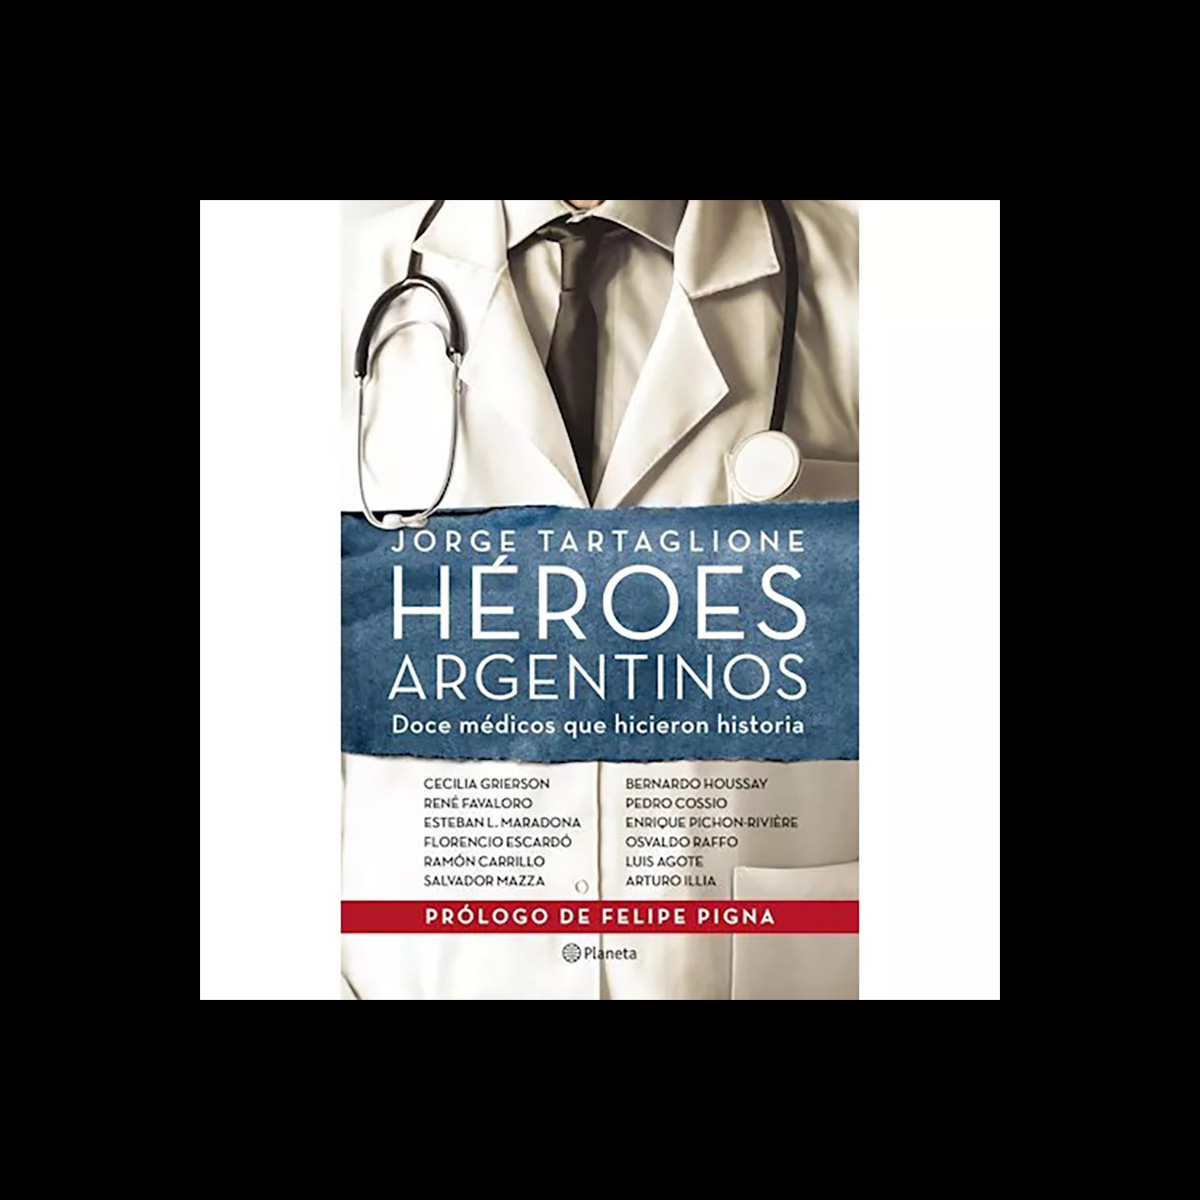 JORGE TARTAGLIONE
HÉROES
ARGENTINOS
Doce médicos que hicieron historia
CECILIA GRIERSON
RENÉ FAVALORO
ESTEBAN L. MARADONA
FLORENCIO ESCARDÓ
RAMÓN CARRILLO
SALVADOR MAZZA
BERNARDO HOUSSAY
PEDRO COSSIO
ENRIQUE PICHON-RIVIÈRE
OSVALDO RAFFO
LUIS AGOTE
ARTURO ILLIA
PRÓLOGO DE FELIPE PIGNA
Planeta